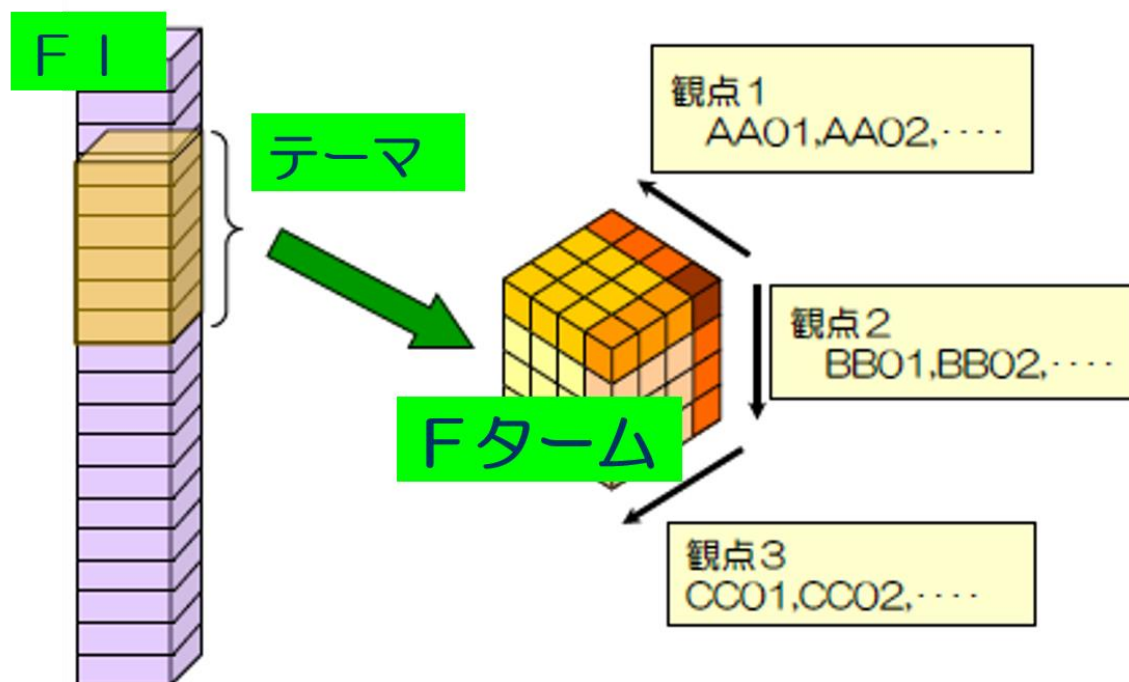 ＦＩ
テーマ
観点１
AA01,AA02,‥‥
観点２
BB01,BB02,‥‥
Ｆターム
観点３
CC01,CC02,‥‥